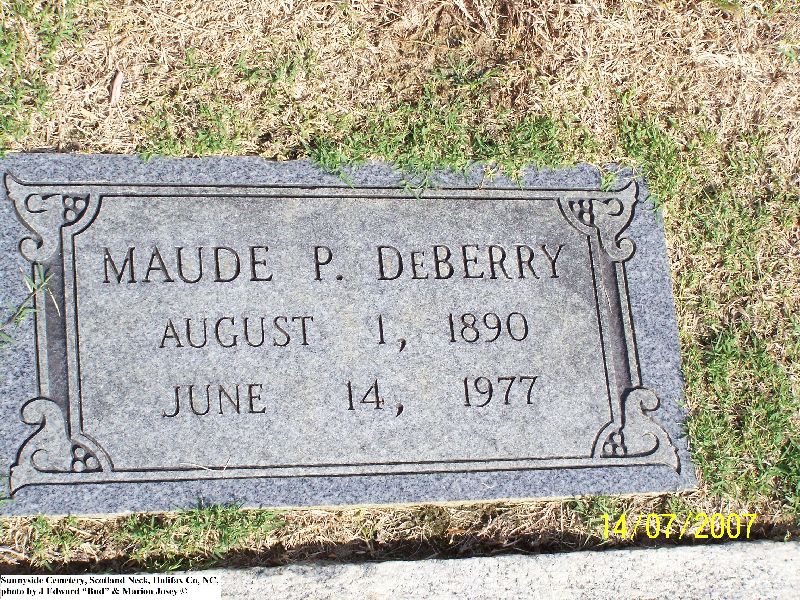 MAUDE P. DeBERRY
AUGUST 1, 1890
JUNE 14, 1977
14/07/2007
Sunnyside Cemetery, Scotland Neck, Halifax Co, NC.
photo by J Edward "Bud" & Marion Josey ©